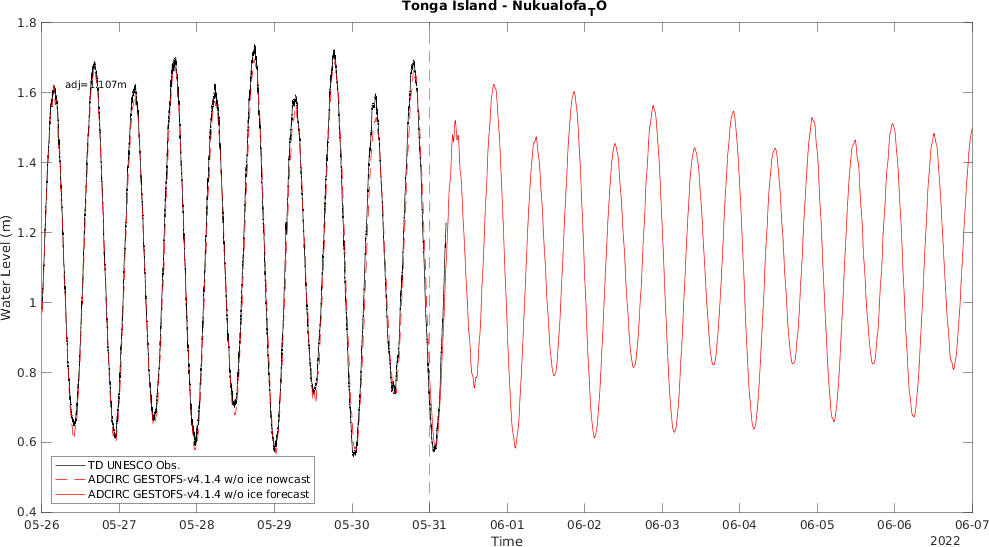 Tonga Island - Nukualofa_TO
1.8
1.6
1.4
1.2
1
0.8
0.6
0.4
Water Level (m)
adj=1.107m
TD UNESCO Obs.
ADCIRC GESTOFS-v4.1.4 w/o ice nowcast
ADCIRC GESTOFS-v4.1.4 w/o ice forecast
05-26 05-27 05-28 05-29 05-30 05-31 06-01 06-02 06-03 06-04 06-05 06-06 06-07
Time
2022